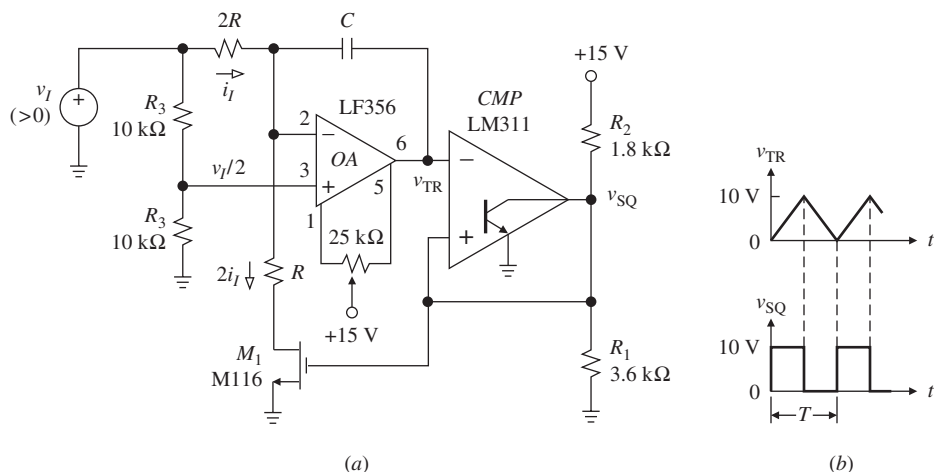 2R
C
+15 V
v_I
(>0)
+
i_I
R_3
10 kΩ
LF356
CMP
LM311
R_2
1.8 kΩ
2
−
OA
6
v_I/2
3
+
5
1
v_TR
−
+
v_SQ
R_3
10 kΩ
25 kΩ
2i_I
R
+15 V
M_1
M116
R_1
3.6 kΩ
(a)
v_TR
10 V
0
t
v_SQ
10 V
0
t
T
(b)